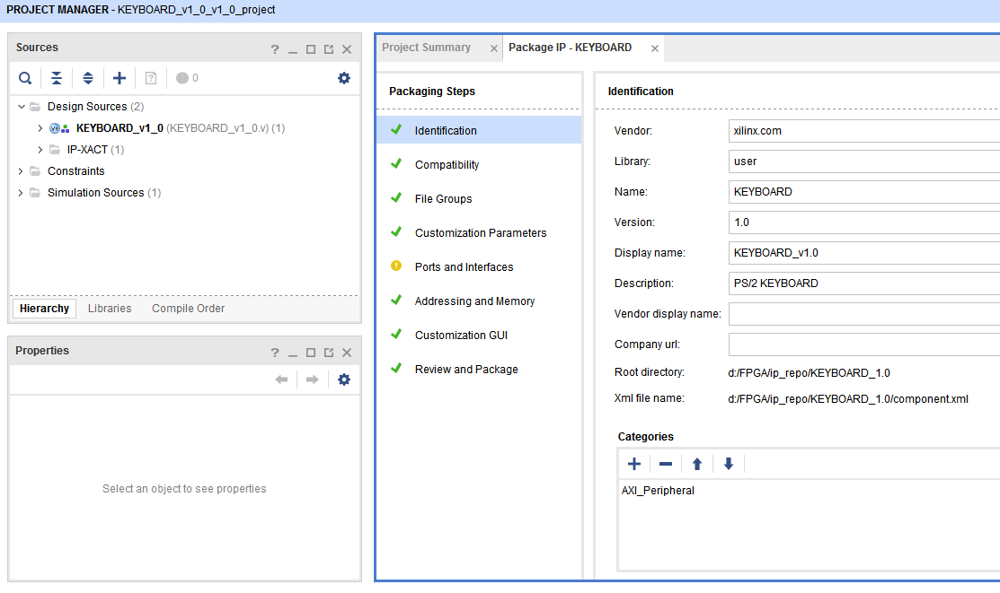 PROJECT MANAGER - KEYBOARD_v1_0_v1_0_project
Sources
? _
0
Design Sources (2)
KEYBOARD_v1_0 (KEYBOARD_v1_0.v) (1)
IP-XACT (1)
Constraints
Simulation Sources (1)
Hierarchy Libraries Compile Order
Properties
? _
Select an object to see properties
Project Summary Package IP - KEYBOARD
Packaging Steps
Identification
Compatibility
File Groups
Customization Parameters
Ports and Interfaces
Addressing and Memory
Customization GUI
Review and Package
Identification
Vendor: xilinx.com
Library: user
Name: KEYBOARD
Version: 1.0
Display name: KEYBOARD_v1.0
Description: PS/2 KEYBOARD
Vendor display name:
Company url:
Root directory: d:/FPGA/ip_repo/KEYBOARD_1.0
Xml file name: d:/FPGA/ip_repo/KEYBOARD_1.0/component.xml
Categories
AXI_Peripheral